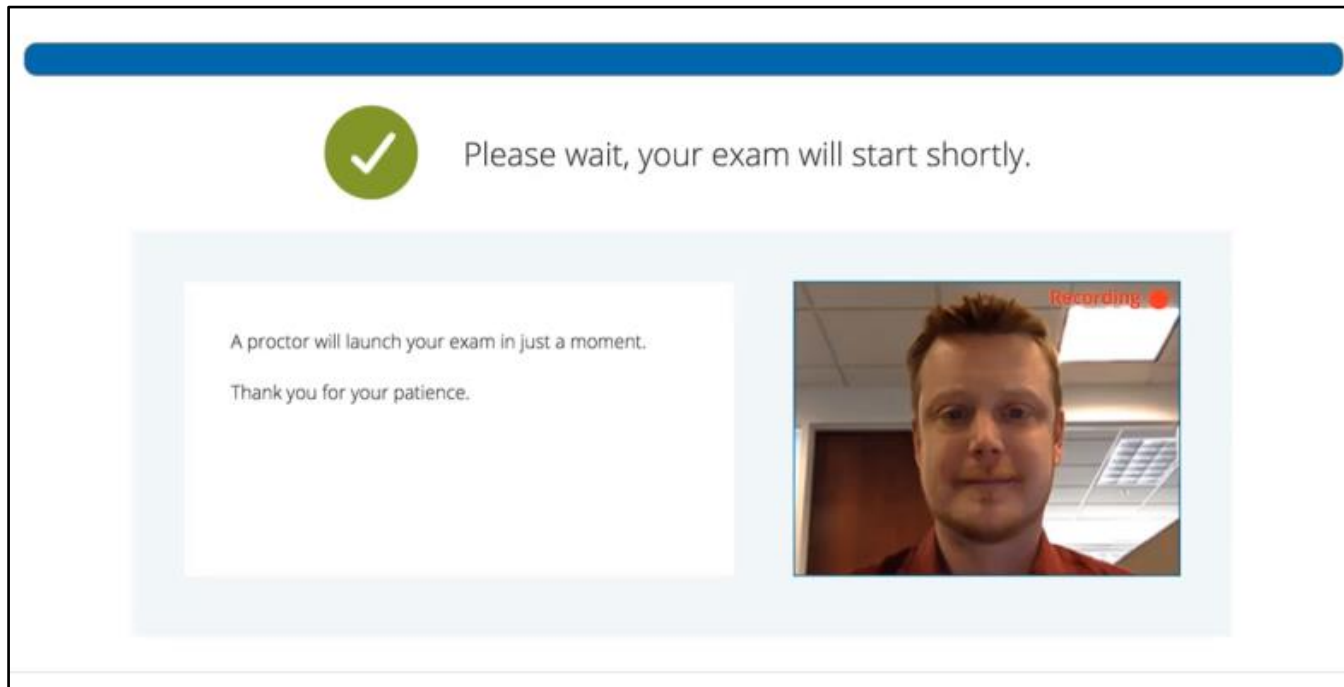 Please wait, your exam will start shortly.
Recording
A proctor will launch your exam in just a moment.
Thank you for your patience.